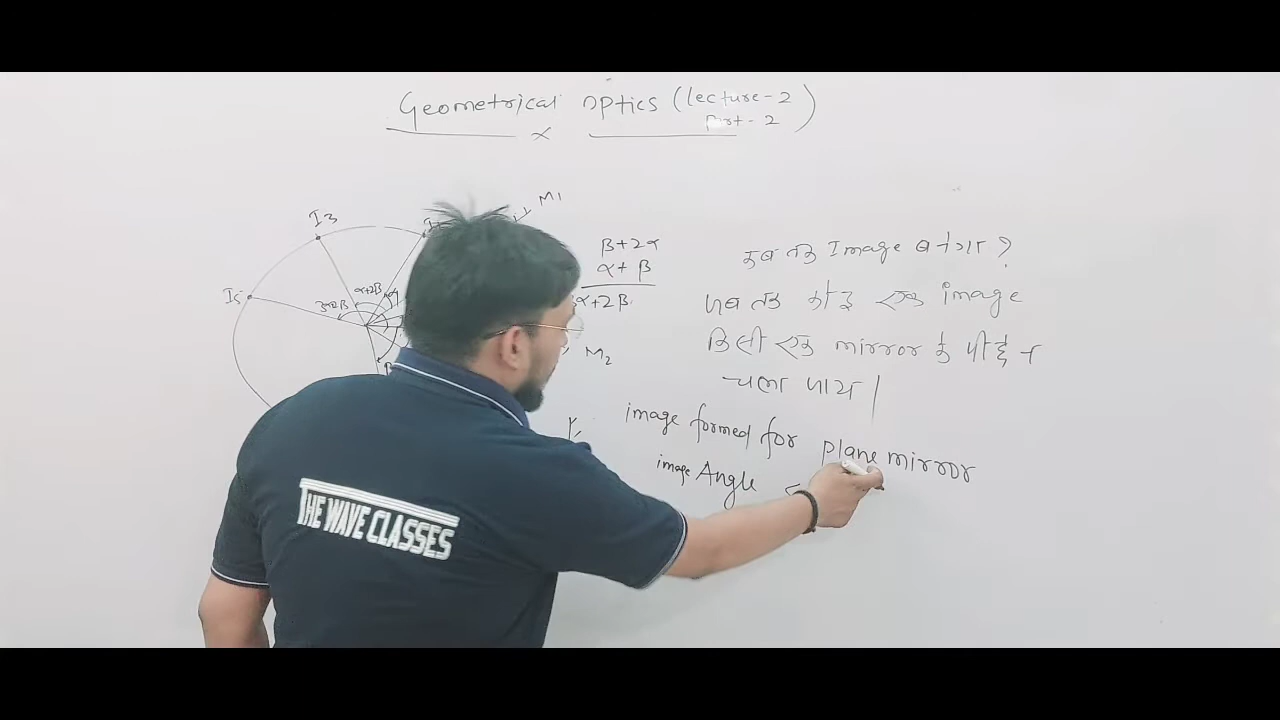 Geometrical optics (lecture-2
part-2)
M1
I3
I5
α+2β
M2
β+2α
α+β
α+2β
कब तक Image बनेगा ?
जब तक कोई एक image
किसी एक mirror के पीछे न
चला जाय |
image formed for plane mirror
image Angle <
THE WAVE CLASSES